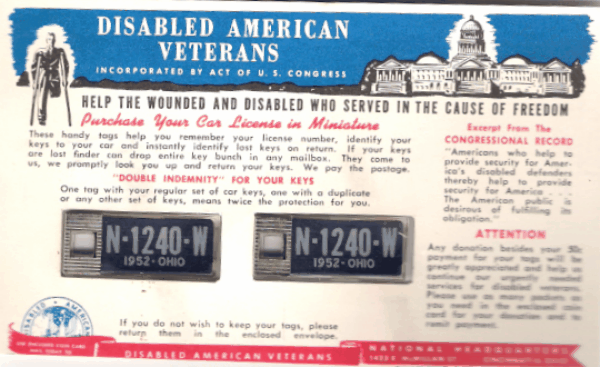 DISABLED AMERICAN
VETERANS
INCORPORATED BY ACT OF U. S. CONGRESS
HELP THE WOUNDED AND DISABLED WHO SERVED IN THE CAUSE OF FREEDOM
Purchase Your Car License in Miniature
These handy tags help you remember your license number, identify your
keys to your car and instantly identify lost keys on return. If your keys
are lost finder can drop entire key bunch in any mailbox. They come to
us, we promptly look up and return your keys. We pay the postage.
"DOUBLE INDEMNITY" FOR YOUR KEYS
One tag with your regular set of car keys, one with a duplicate
or any other set of keys, means twice the protection for you.
N-1240-W
1952-OHIO
N-1240-W
1952-OHIO
If you do not wish to keep your tags, please
return them in the enclosed envelope.
Excerpt From The
CONGRESSIONAL RECORD
"Americans who help to
provide security for Amer-
ica's disabled defenders
thereby help to provide
security for America . . .
The American public is
desirous of fulfilling its
obligation."
ATTENTION
Any donation besides your 50c
payment for your tags will be
greatly appreciated and help us
continue our urgently needed
services for disabled veterans.
Please use as many packets as
you need in the enclosed coin
card for your donation and to
remit payment.
DISABLED AMERICAN
DISABLED AMERICAN VETERANS
NATIONAL HEADQUARTERS
CINCINNATI